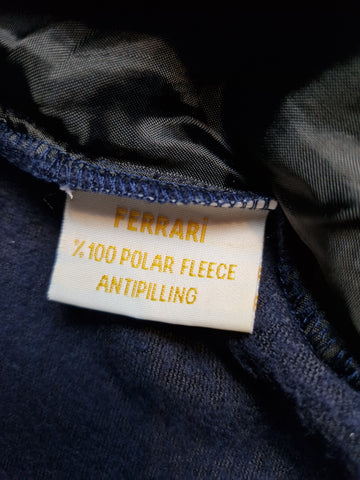 FERRARİ
%100 POLAR FLEECE
ANTIPILLING